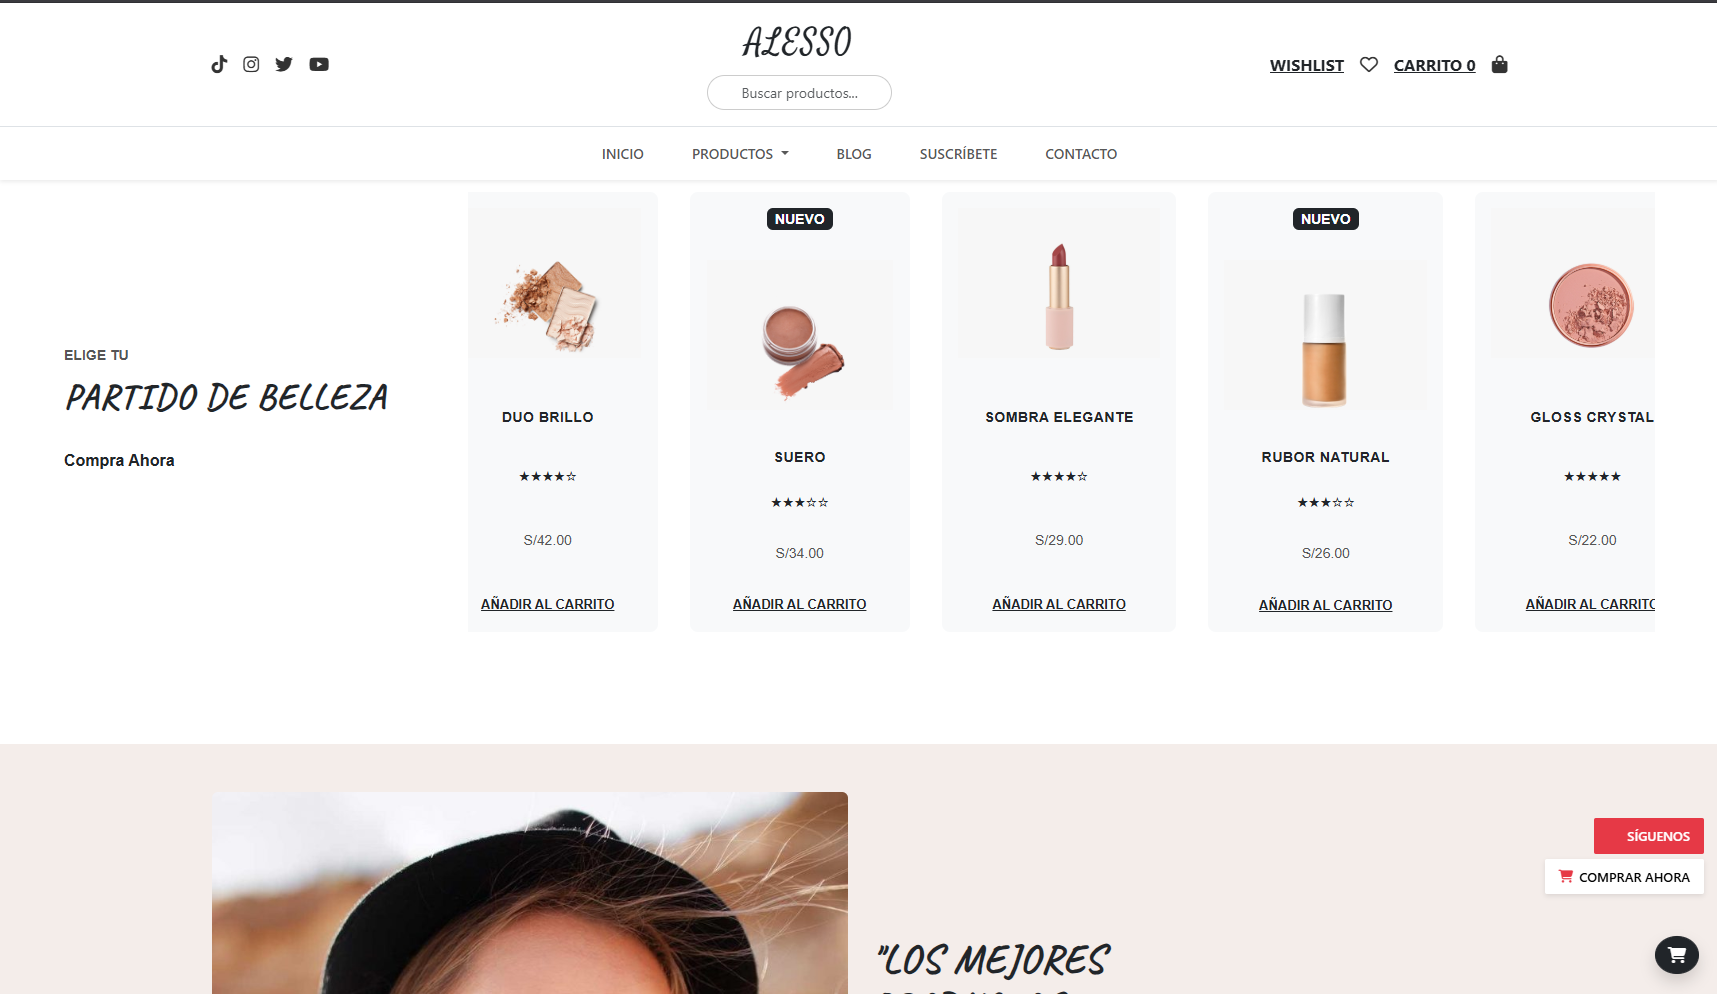 ALESSO
Buscar productos...
WISHLIST
CARRITO 0
INICIO
PRODUCTOS
BLOG
SUSCRÍBETE
CONTACTO
ELIGE TU
PARTIDO DE BELLEZA
Compra Ahora
DUO BRILLO
★★★★☆
S/42.00
AÑADIR AL CARRITO
NUEVO
SUERO
★★★☆☆
S/34.00
AÑADIR AL CARRITO
SOMBRA ELEGANTE
★★★★☆
S/29.00
AÑADIR AL CARRITO
NUEVO
RUBOR NATURAL
★★★☆☆
S/26.00
AÑADIR AL CARRITO
GLOSS CRYSTAL
★★★★★
S/22.00
AÑADIR AL CARRITO
SÍGUENOS
COMPRAR AHORA
"LOS MEJORES